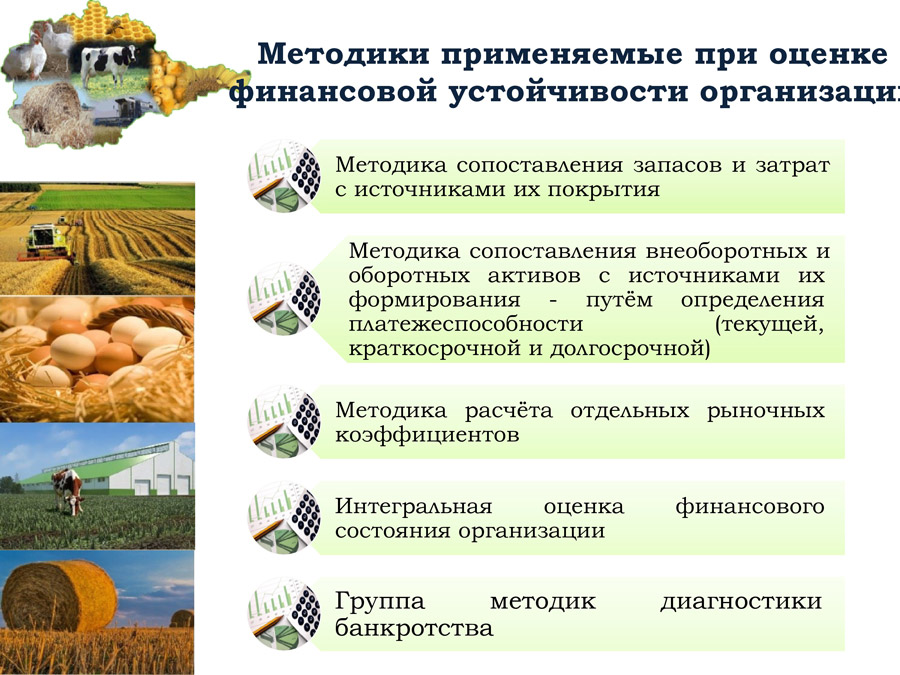 Методики применяемые при оценке
финансовой устойчивости организаци
Методика сопоставления запасов и затрат
с источниками их покрытия
Методика сопоставления внеоборотных и
оборотных активов с источниками их
формирования - путём определения
платежеспособности (текущей,
краткосрочной и долгосрочной)
Методика расчёта отдельных рыночных
коэффициентов
Интегральная оценка финансового
состояния организации
Группа методик диагностики
банкротства